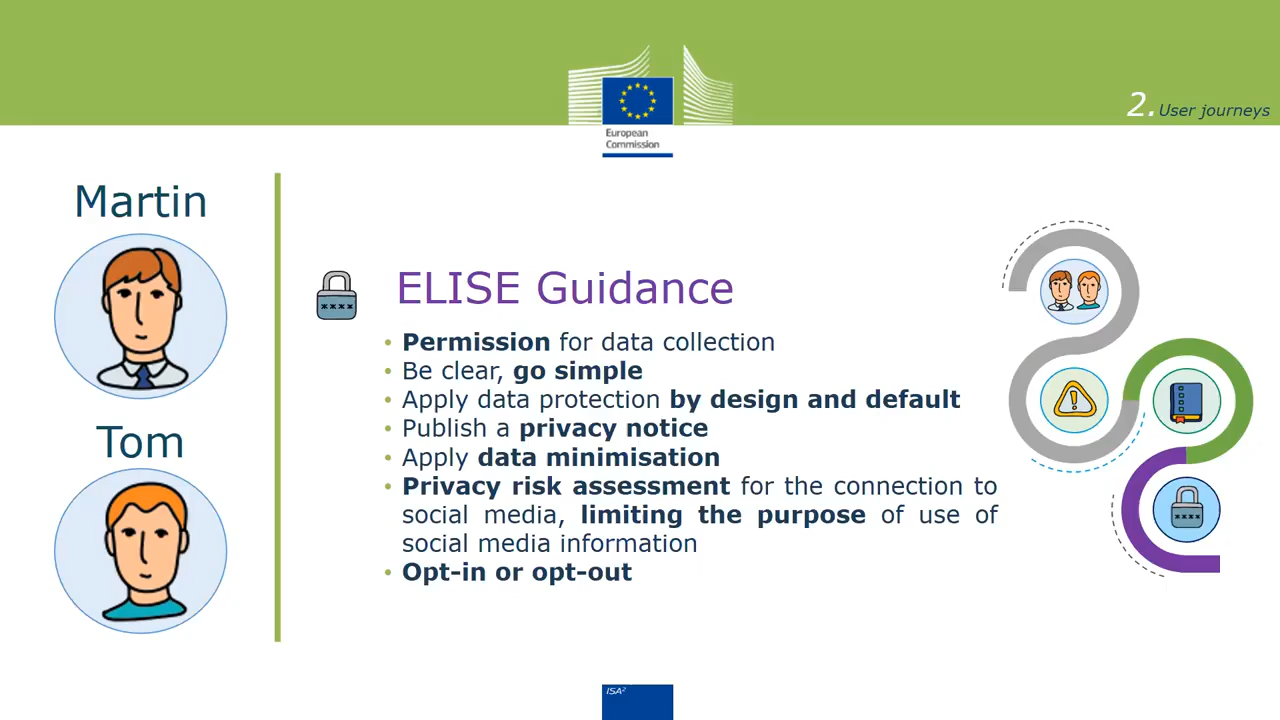 European
Commission
2. User journeys
Martin
Tom
ELISE Guidance
• Permission for data collection
• Be clear, go simple
• Apply data protection by design and default
• Publish a privacy notice
• Apply data minimisation
• Privacy risk assessment for the connection to
social media, limiting the purpose of use of
social media information
• Opt-in or opt-out
ISA²